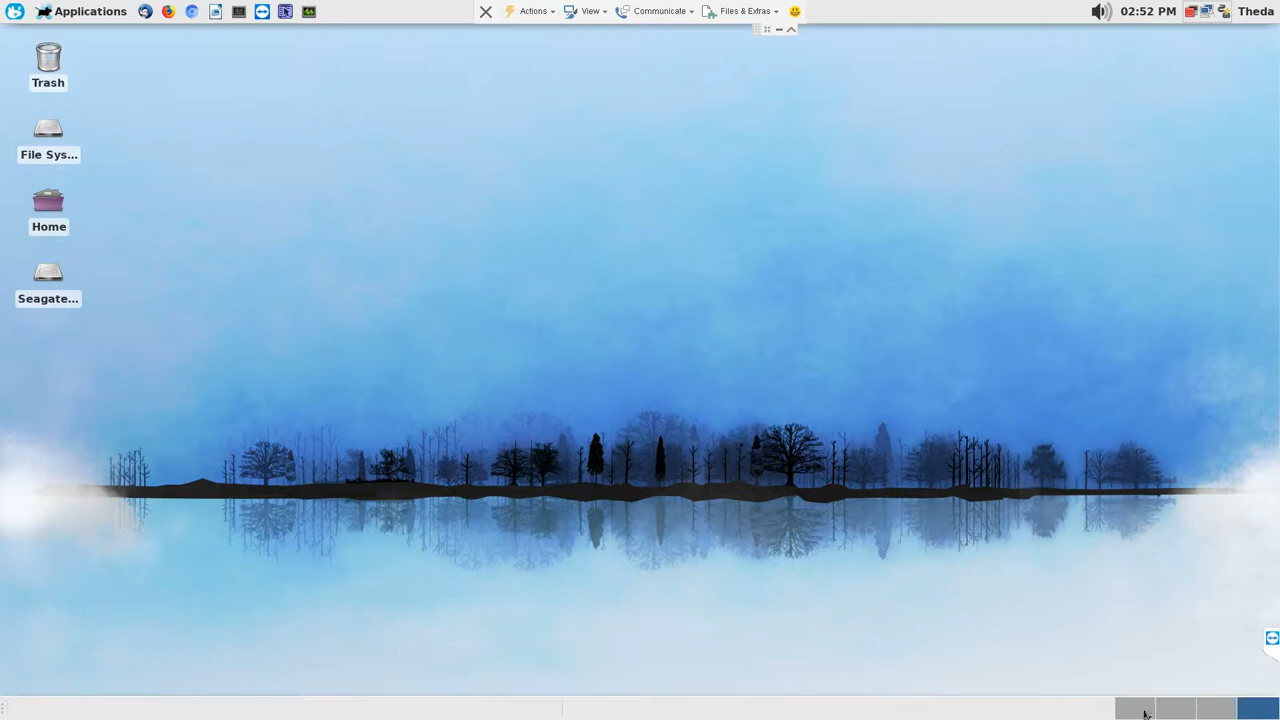 Applications
Actions
View
Communicate
Files & Extras
02:52 PM
Theda
Trash
File Sys...
Home
Seagate...